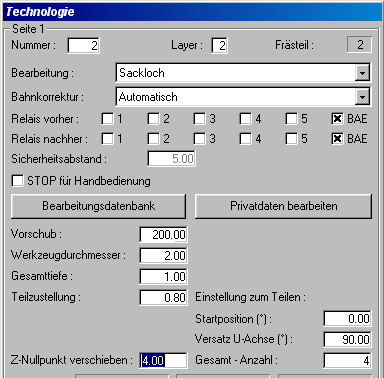 Technologie
Seite 1
Nummer : 2 Layer : 2 Frästeil : 2
Bearbeitung : Sackloch
Bahnkorrektur : Automatisch
Relais vorher : 1 2 3 4 5 BAE
Relais nachher : 1 2 3 4 5 BAE
Sicherheitsabstand : 5.00
STOP für Handbedienung
Bearbeitungsdatenbank Privatdaten bearbeiten
Vorschub : 200.00
Werkzeugdurchmesser : 2.00
Gesamttiefe : 1.00
Teilzustellung : 0.80 Einstellung zum Teilen :
Startposition (°) : 0.00
Versatz U-Achse (°) : 90.00
Z-Nullpunkt verschieben : 4.00 Gesamt - Anzahl : 4